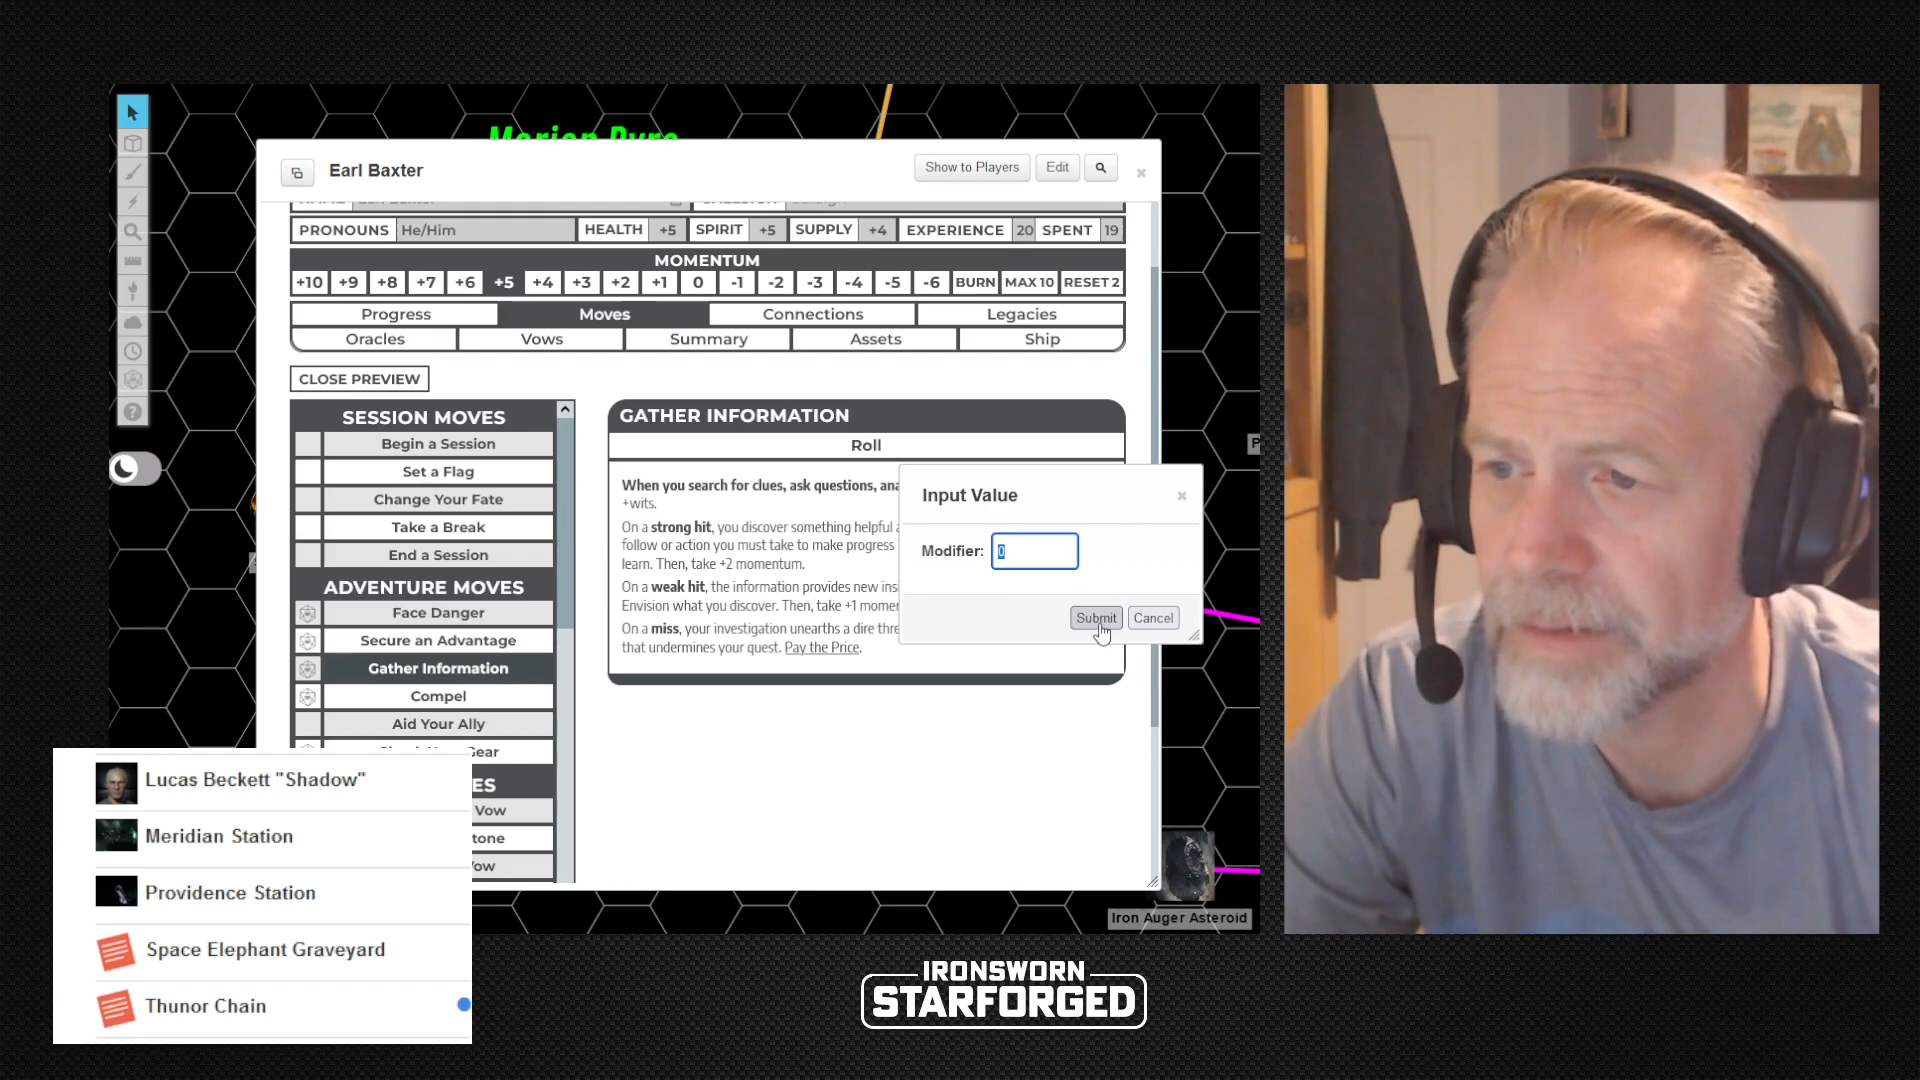 Earl Baxter
Show to Players
Edit
PRONOUNS He/Him HEALTH +5 SPIRIT +5 SUPPLY +4 EXPERIENCE 20 SPENT 19
MOMENTUM
+10 +9 +8 +7 +6 +5 +4 +3 +2 +1 0 -1 -2 -3 -4 -5 -6 BURN MAX 10 RESET 2
Progress Moves Connections Legacies
Oracles Vows Summary Assets Ship
CLOSE PREVIEW
SESSION MOVES
Begin a Session
Set a Flag
Change Your Fate
Take a Break
End a Session
ADVENTURE MOVES
Face Danger
Secure an Advantage
Gather Information
Compel
Aid Your Ally
Gear
ES
Vow
tone
GATHER INFORMATION
Roll
When you search for clues, ask questions, ana
+wits.
On a strong hit, you discover something helpful
follow or action you must take to make progress
learn. Then, take +2 momentum.
On a weak hit, the information provides new ins
Envision what you discover. Then, take +1 momen
On a miss, your investigation unearths a dire thre
that undermines your quest. Pay the Price.
Input Value
Modifier: 0
Submit Cancel
Lucas Beckett "Shadow"
Meridian Station
Providence Station
Space Elephant Graveyard
Thunor Chain
Iron Auger Asteroid
IRONSWORN
STARFORGED